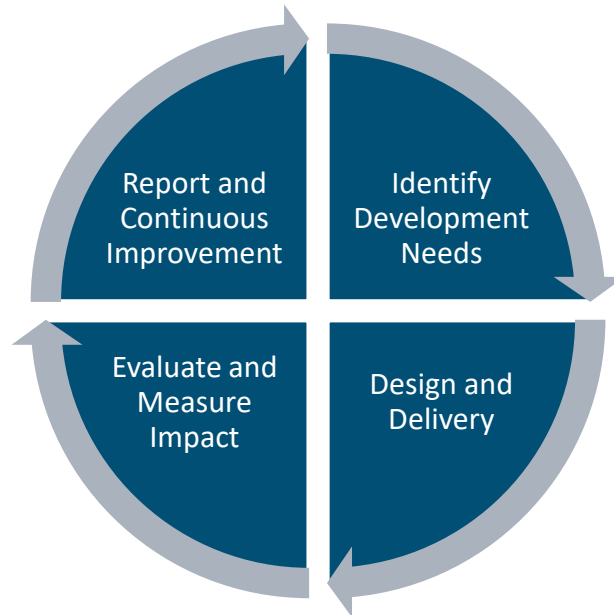 Report and
Continuous
Improvement
Identify
Development
Needs
Evaluate and
Measure
Impact
Design and
Delivery